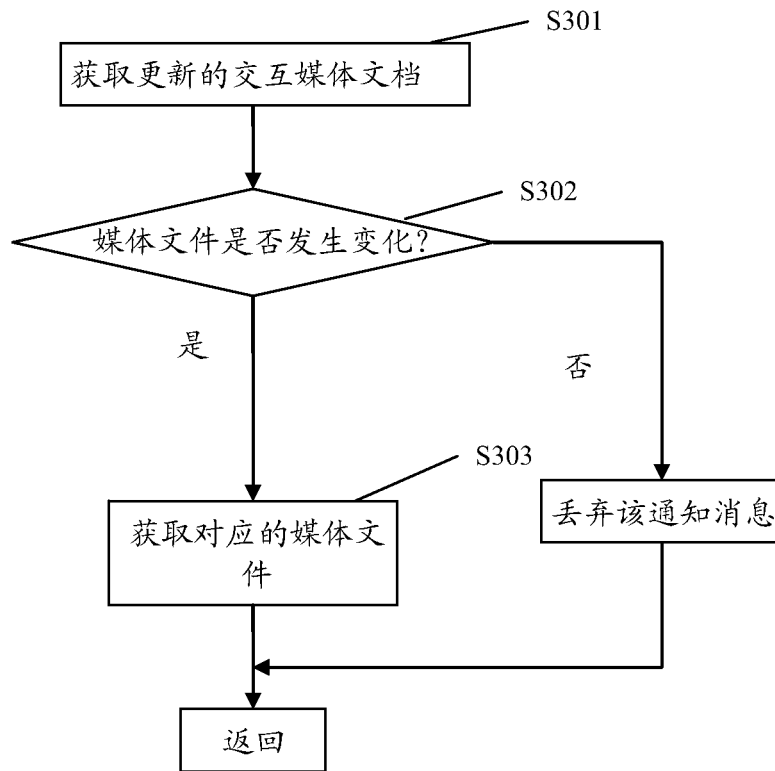 S301
获取更新的交互媒体文档
S302
媒体文件是否发生变化?
是
否
S303
获取对应的媒体文
件
丢弃该通知消息
返回